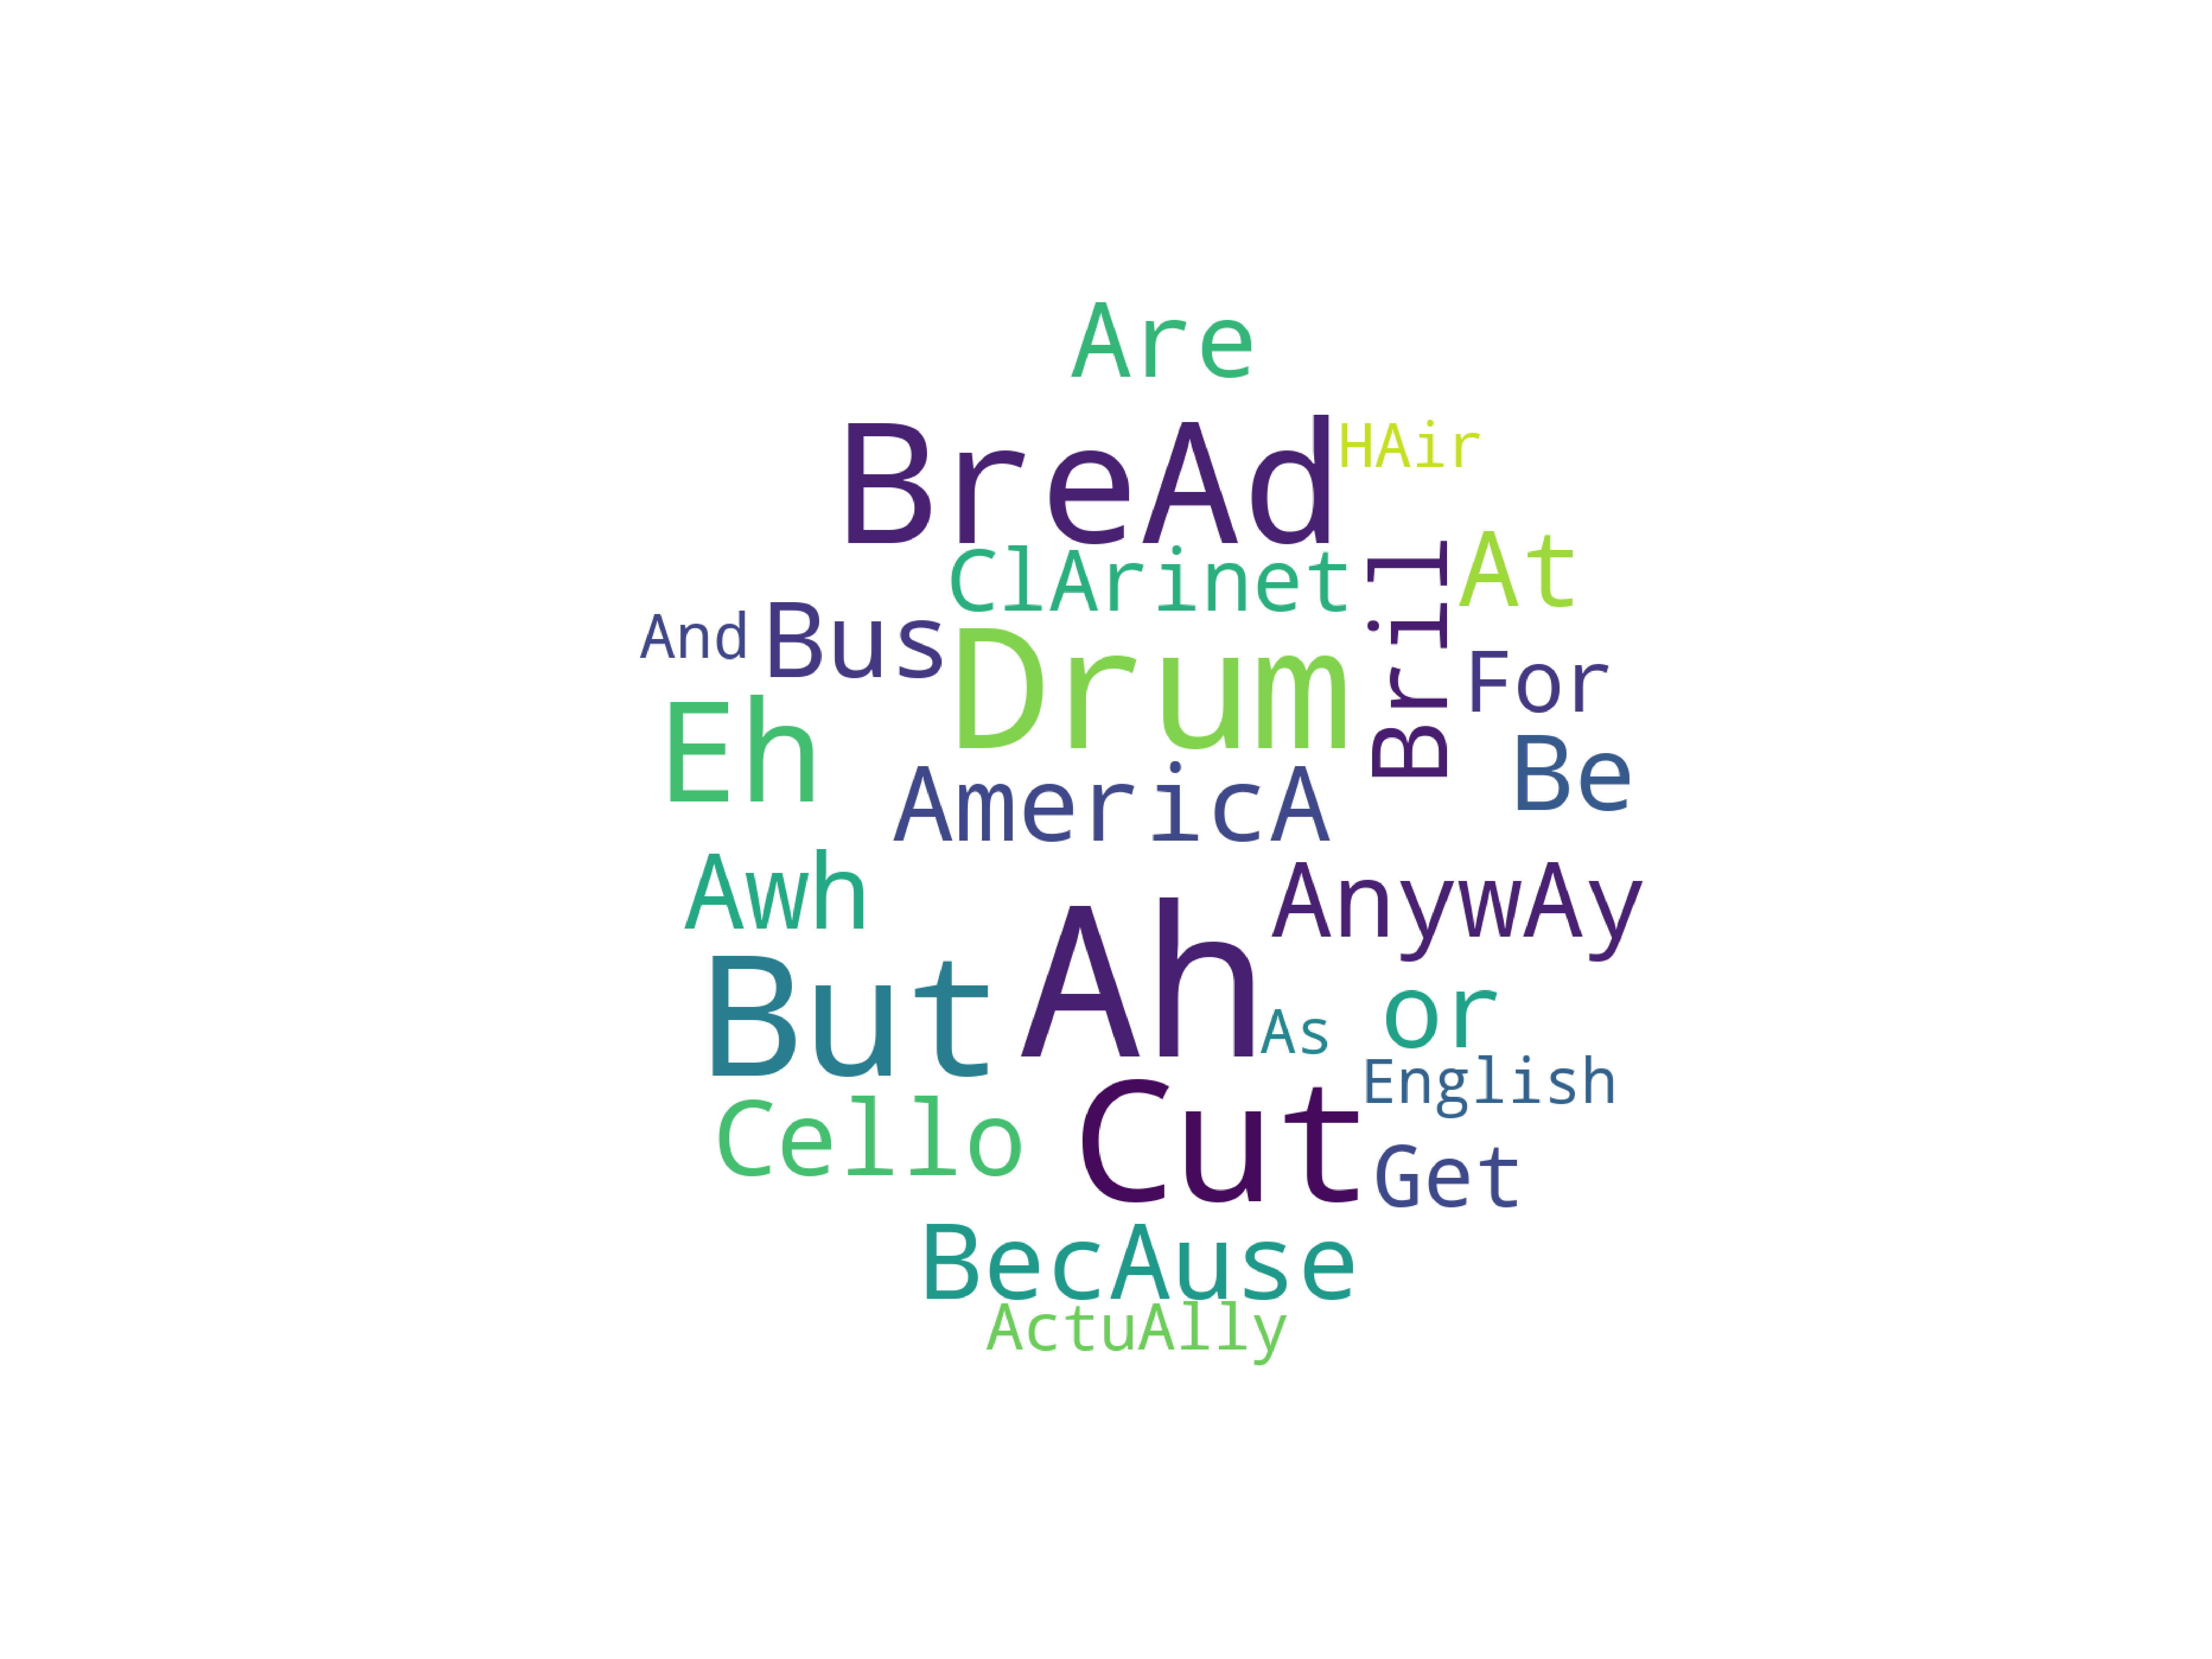 Are
BreAd
HAir
ClArinet
At
Bril
And
Bus
Drum
For
Eh
Be
AmericA
Awh
AnywAy
But
Ah
As
or
English
Cello
Cut
Get
BecAuse
ActuAlly